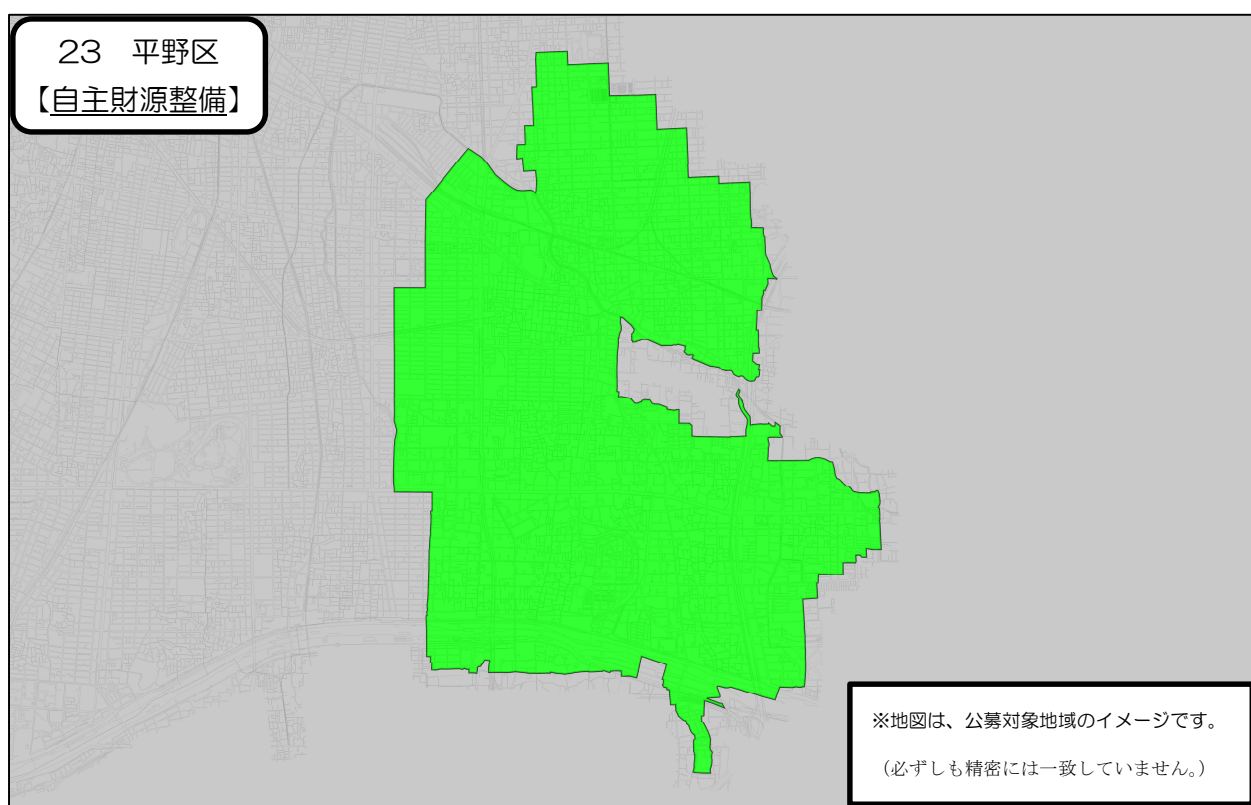 23 平野区
【自主財源整備】
※地図は、公募対象地域のイメージです。
（必ずしも精密には一致していません。）